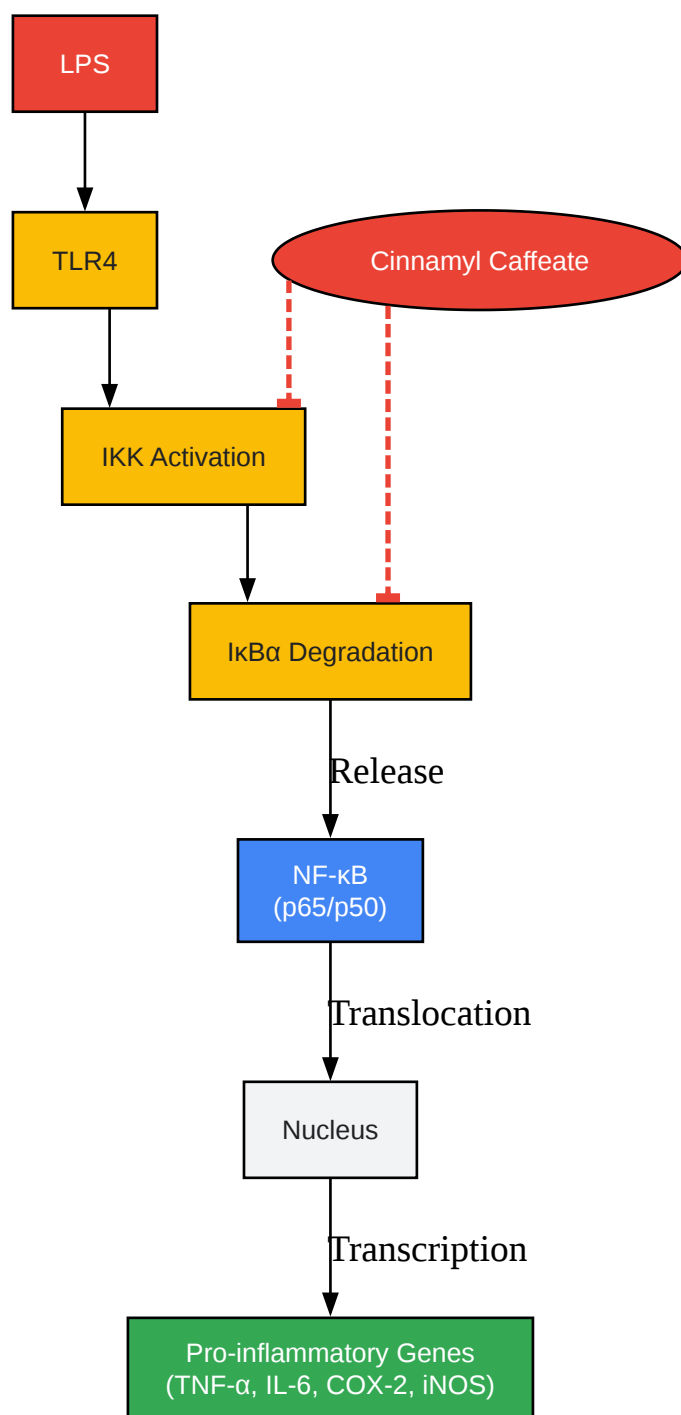 LPS
TLR4
Cinnamyl Caffeate
IKK Activation
IκBα Degradation
Release
NF-κB
(p65/p50)
Translocation
Nucleus
Transcription
Pro-inflammatory Genes
(TNF-α, IL-6, COX-2, iNOS)